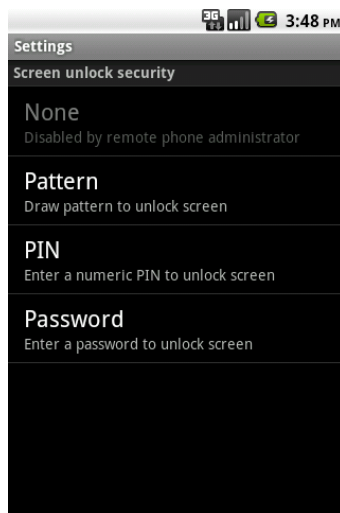 3G 3:48 PM
Settings
Screen unlock security
None
Disabled by remote phone administrator
Pattern
Draw pattern to unlock screen
PIN
Enter a numeric PIN to unlock screen
Password
Enter a password to unlock screen